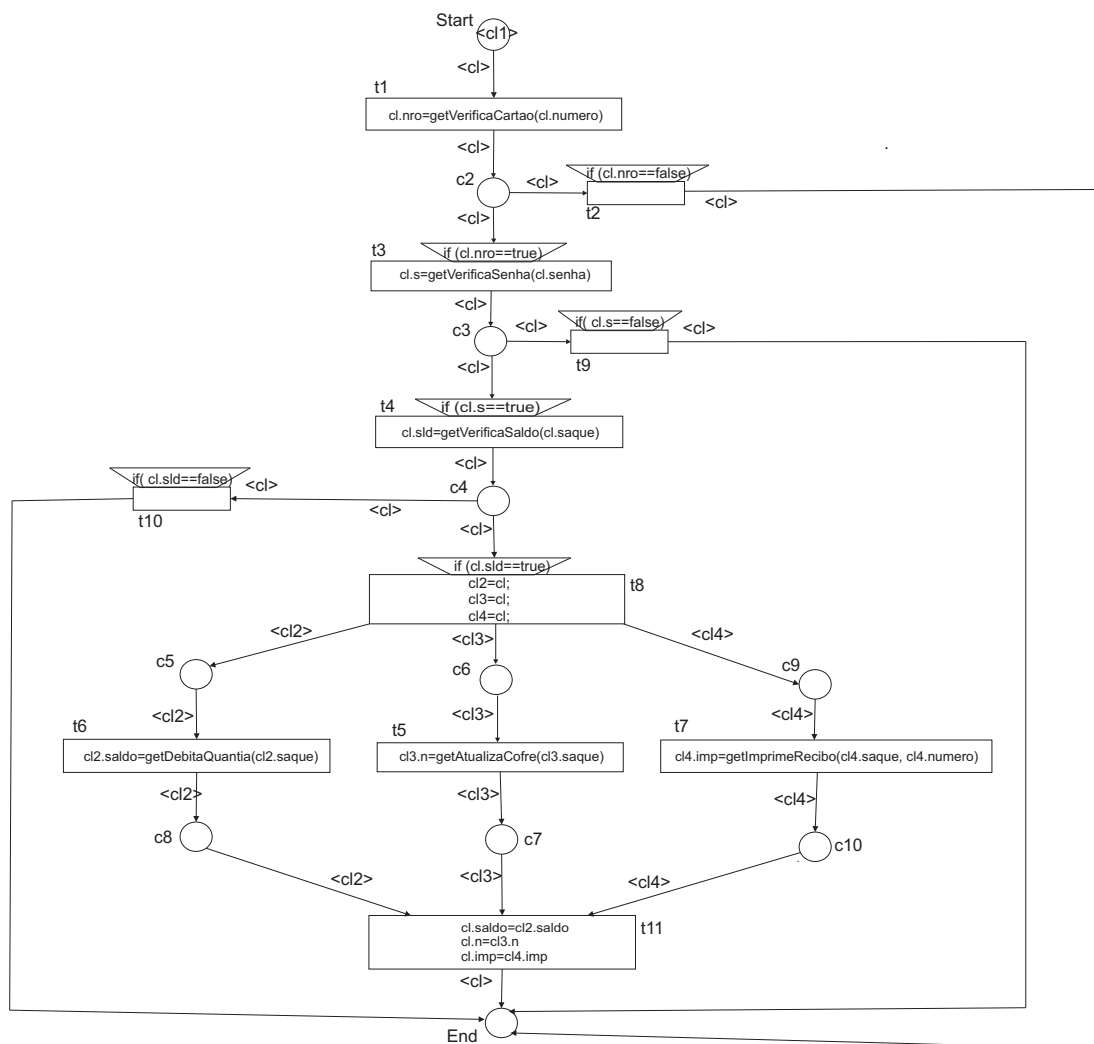 Start
<cl1>
<cl>
t1
cl.nro=getVerificaCartao(cl.numero)
<cl>
if (cl.nro==false)
c2
<cl>
<cl>
t2
<cl>
if (cl.nro==true)
t3
cl.s=getVerificaSenha(cl.senha)
<cl>
if( cl.s==false)
c3
<cl>
<cl>
t9
<cl>
if (cl.s==true)
t4
cl.sld=getVerificaSaldo(cl.saque)
<cl>
if( cl.sld==false)
<cl>
c4
<cl>
t10
<cl>
if (cl.sld==true)
cl2=cl;
t8
cl3=cl;
cl4=cl;
<cl2>
<cl3>
<cl4>
c5
c6
c9
<cl2>
<cl3>
<cl4>
t6
t5
t7
cl2.saldo=getDebitaQuantia(cl2.saque)
cl3.n=getAtualizaCofre(cl3.saque)
cl4.imp=getImprimeRecibo(cl4.saque, cl4.numero)
<cl2>
<cl3>
<cl4>
c8
c7
c10
<cl2>
<cl3>
<cl4>
cl.saldo=cl2.saldo
t11
cl.n=cl3.n
cl.imp=cl4.imp
<cl>
End